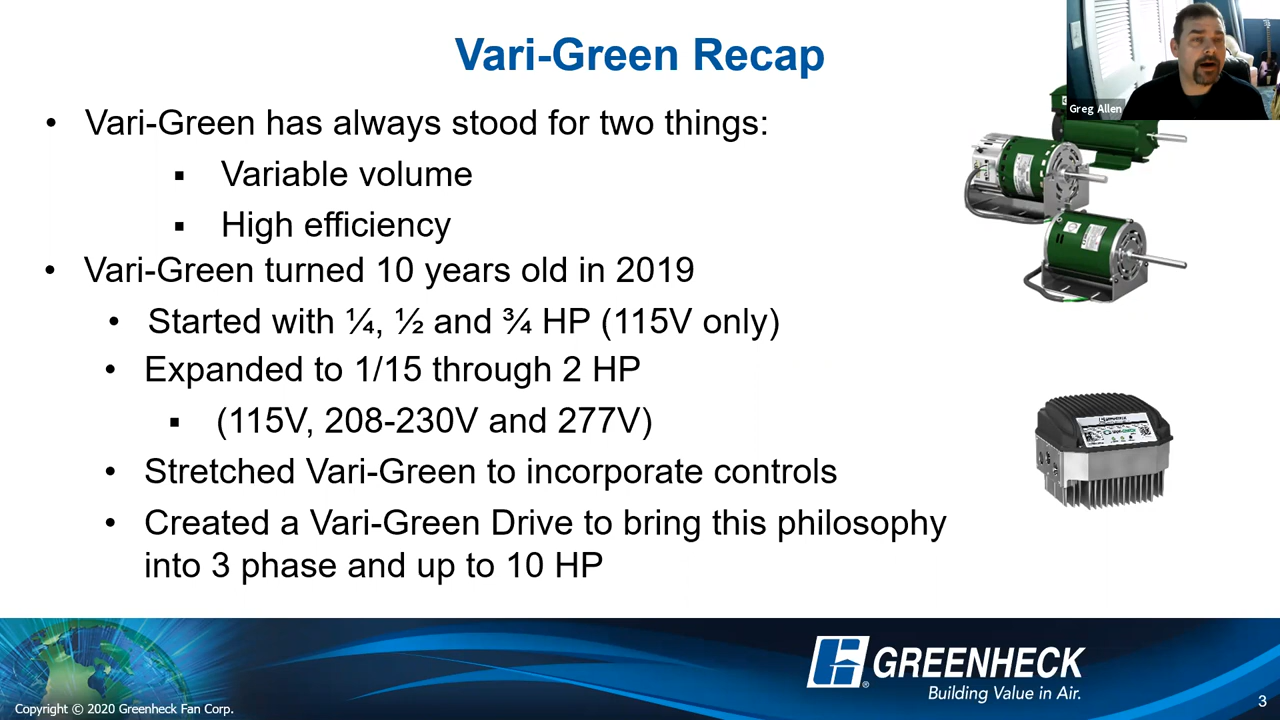 Vari-Green Recap
Greg Allen
• Vari-Green has always stood for two things:
▪ Variable volume
▪ High efficiency
• Vari-Green turned 10 years old in 2019
• Started with ¼, ½ and ¾ HP (115V only)
• Expanded to 1/15 through 2 HP
▪ (115V, 208-230V and 277V)
• Stretched Vari-Green to incorporate controls
• Created a Vari-Green Drive to bring this philosophy
into 3 phase and up to 10 HP
GREENHECK
®
Building Value in Air.
Copyright © 2020 Greenheck Fan Corp.
3